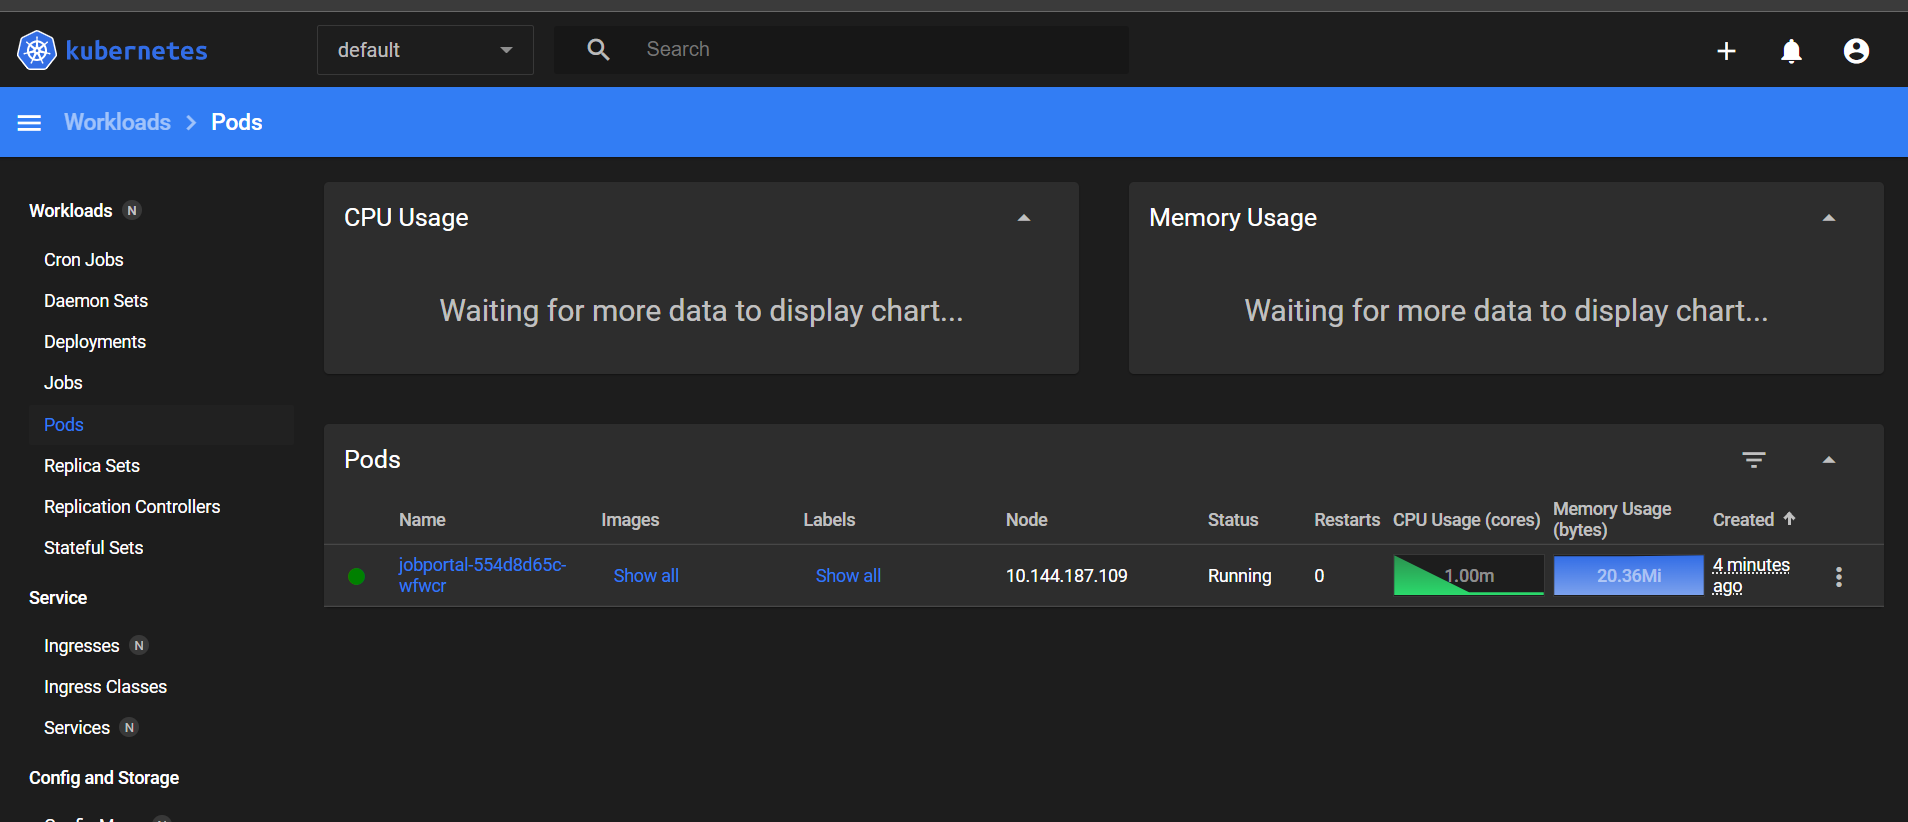 kubernetes
default
Search
Workloads
Pods
Workloads N
Cron Jobs
Daemon Sets
Deployments
Jobs
Pods
Replica Sets
Replication Controllers
Stateful Sets
Service
Ingresses N
Ingress Classes
Services N
Config and Storage
CPU Usage
Waiting for more data to display chart...
Memory Usage
Waiting for more data to display chart...
Pods
Name
Images
Labels
Node
Status
Restarts
CPU Usage (cores)
Memory Usage
(bytes)
Created
jobportal-554d8d65c-
wfwcr
Show all
Show all
10.144.187.109
Running
0
1.00m
20.36Mi
4 minutes
ago